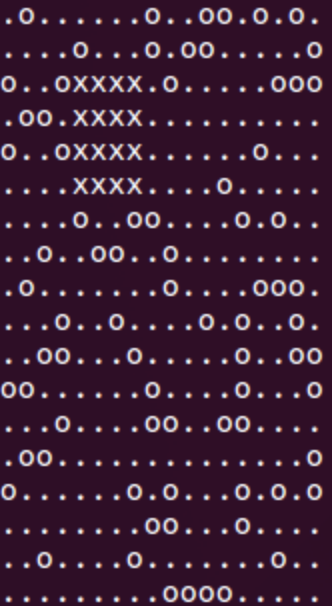 .o......o..oo.o.o.
....o...o.oo.....o
o..oXXXX.o.....ooo
.oo.XXXX..........
o..oXXXX......o...
....XXXX....o.....
....o..oo....o.o..
..o..oo..o........
.o.......o....ooo.
...o..o....o.o..o.
..oo...o.....o..oo
oo......o....o...o
...o....oo..oo....
.oo..............o
o......o.o...o.o.o
........oo...o....
..o....o.......o..
.........oooo.....